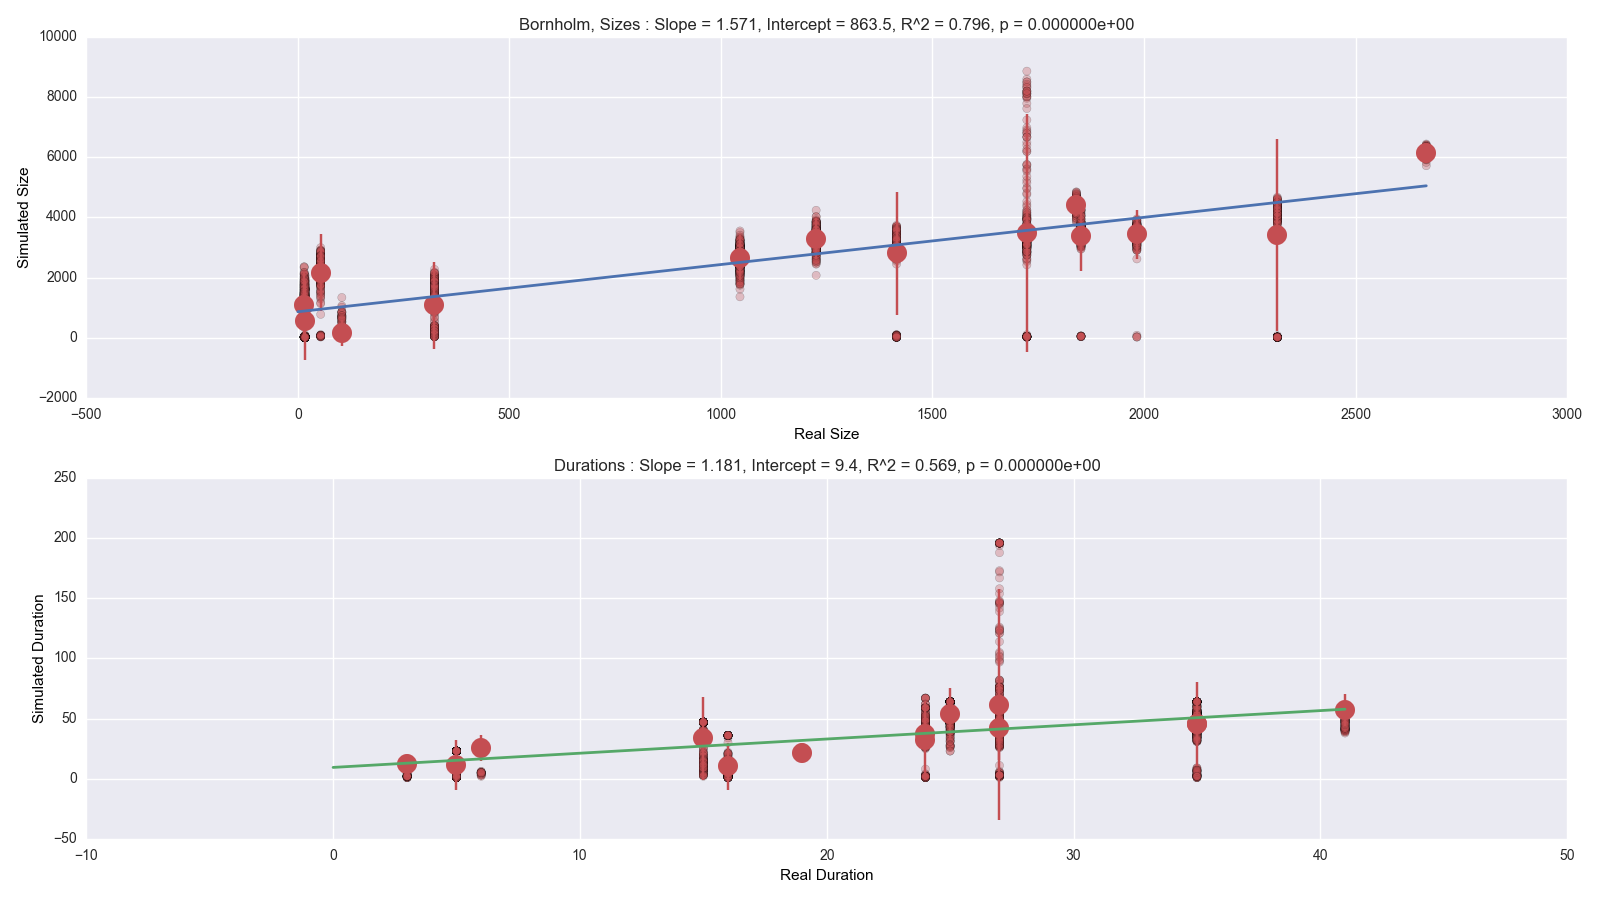 Bornholm, Sizes : Slope = 1.571, Intercept = 863.5, R^2 = 0.796, p = 0.000000e+00
10000
8000
6000
4000
2000
0
−2000
Simulated Size
−500 0 500 1000 1500 2000 2500 3000
Real Size
Durations : Slope = 1.181, Intercept = 9.4, R^2 = 0.569, p = 0.000000e+00
250
200
150
100
50
0
−50
Simulated Duration
−10 0 10 20 30 40 50
Real Duration